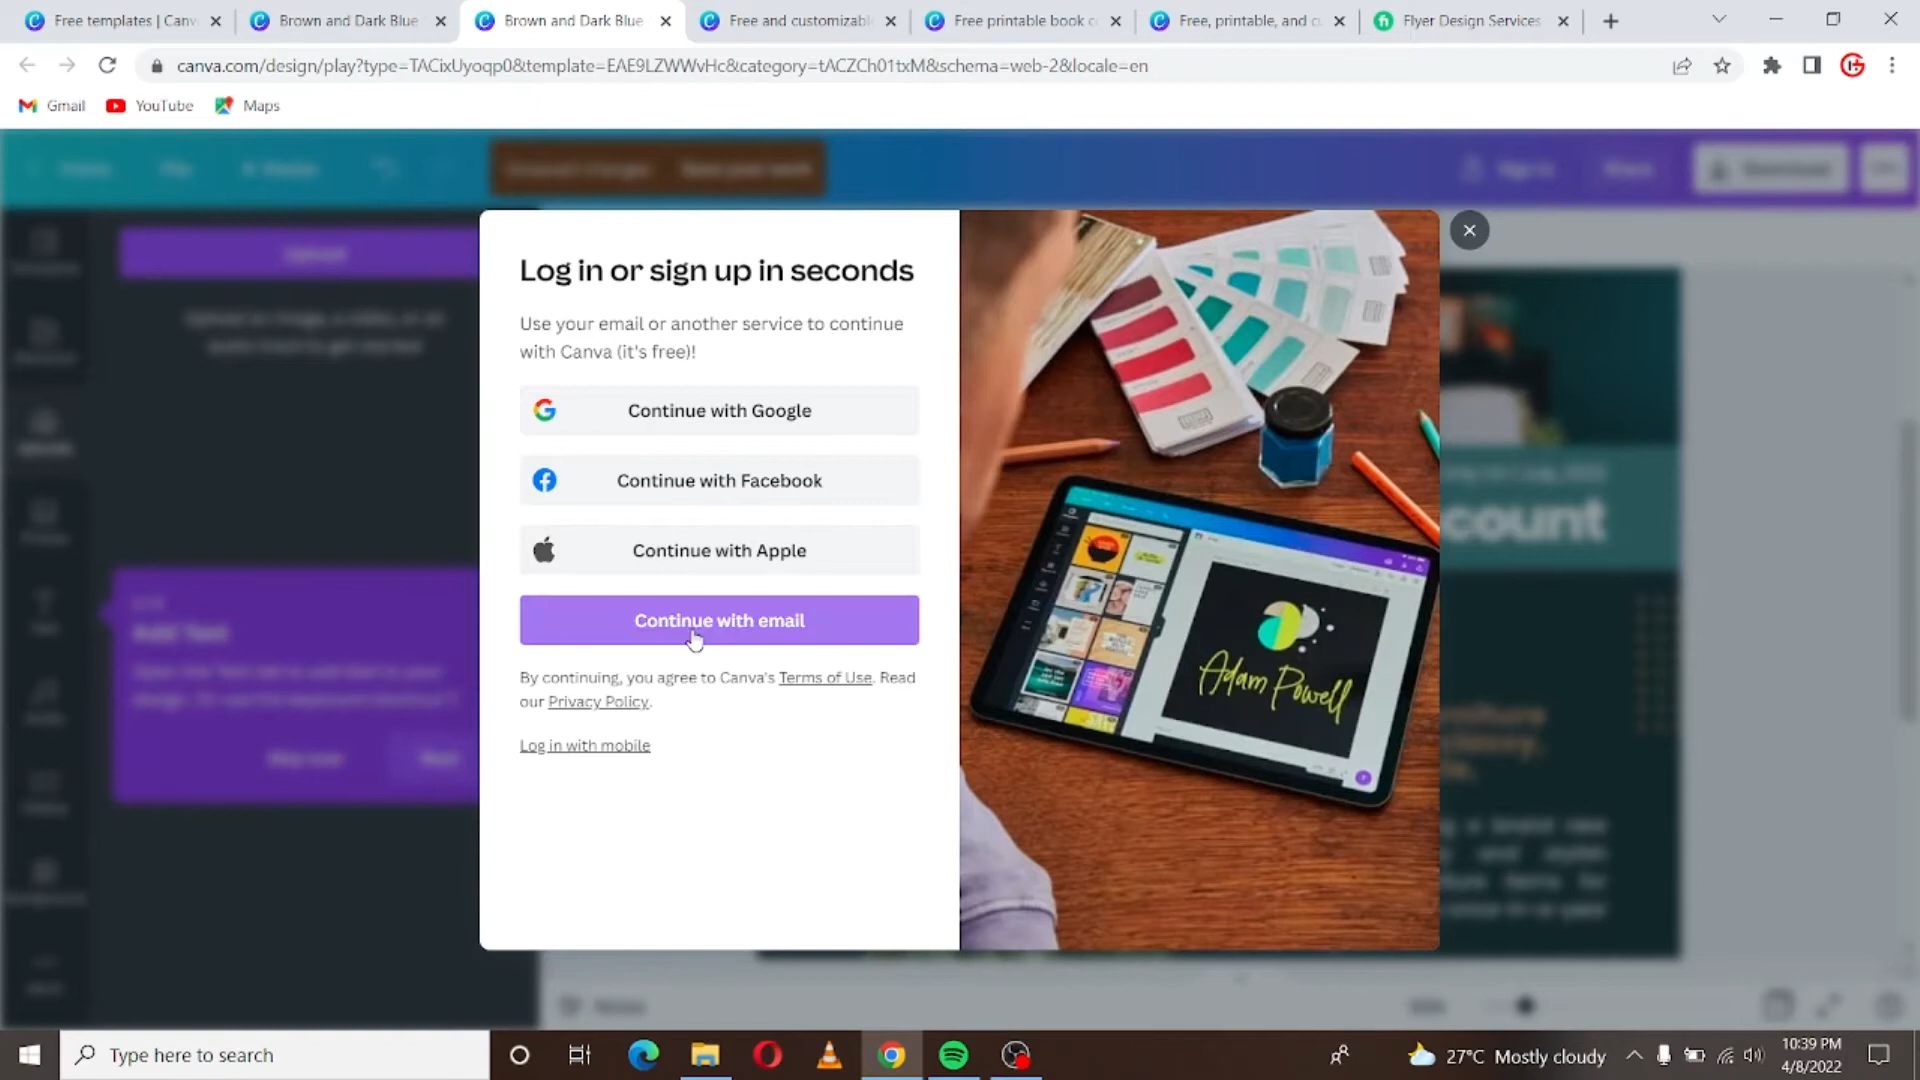 Free templates | Canv
Brown and Dark Blue
Brown and Dark Blue
Free and customizabl
Free printable book c
Free, printable, and cu
Flyer Design Services
canva.com/design/play?type=TACixUyoqp0&template=EAE9LZWWvHc&category=tACZCh01txM&schema=web-2&locale=en
Gmail
YouTube
Maps
Log in or sign up in seconds
Use your email or another service to continue
with Canva (it's free)!
Continue with Google
Continue with Facebook
Continue with Apple
Continue with email
By continuing, you agree to Canva's Terms of Use. Read
our Privacy Policy.
Log in with mobile
Adam Powell
count
Type here to search
27°C Mostly cloudy
10:39 PM
4/8/2022